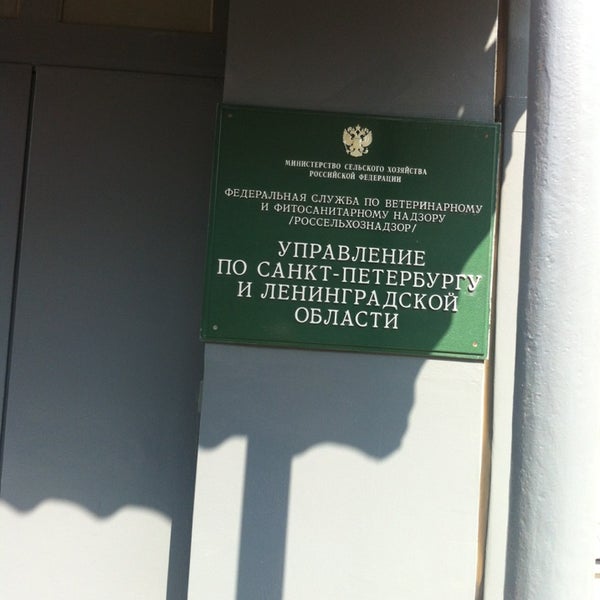 МИНИСТЕРСТВО СЕЛЬСКОГО ХОЗЯЙСТВА
РОССИЙСКОЙ ФЕДЕРАЦИИ
ФЕДЕРАЛЬНАЯ СЛУЖБА ПО ВЕТЕРИНАРНОМУ
И ФИТОСАНИТАРНОМУ НАДЗОРУ
/РОССЕЛЬХОЗНАДЗОР/
УПРАВЛЕНИЕ
ПО САНКТ-ПЕТЕРБУРГУ
И ЛЕНИНГРАДСКОЙ
ОБЛАСТИ